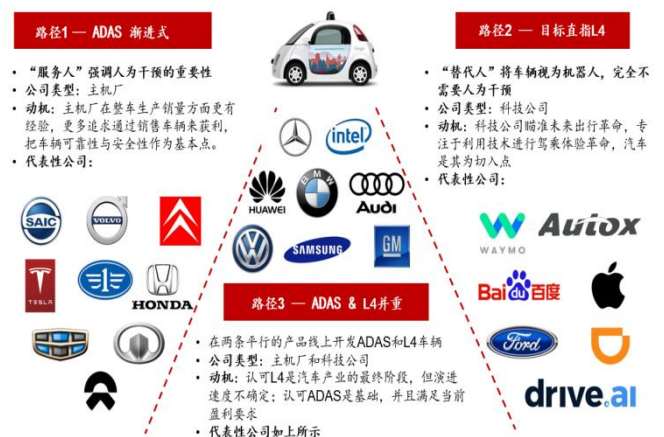 路径1 — ADAS 渐进式
• “服务人”强调人为干预的重要性
• 公司类型：主机厂
• 动机：主机厂在整车生产销量方面更有
经验，更多追求通过销售车辆来获利，
把车辆可靠性与安全性作为基本点。
• 代表性公司：
SAIC
VOLVO
TESLA
HONDA
intel
HUAWEI
BMW
Audi
SAMSUNG
GM
路径3 — ADAS & L4并重
• 在两条平行的产品线上开发ADAS和L4车辆
• 公司类型：主机厂和科技公司
• 动机：认可L4是汽车产业的最终阶段，但演进
速度不确定；认可ADAS是基础，并且满足当前
盈利要求
• 代表性公司如上所示
路径2 — 目标直指L4
• “替代人”将车辆视为机器人，完全不
需要人为干预
• 公司类型：科技公司
• 动机：科技公司瞄准未来出行革命，专
注于利用技术进行驾乘体验革命，汽车
是其为切入点
• 代表性公司：
WAYMO
AutoX
Bai du 百度
Ford
drive.ai